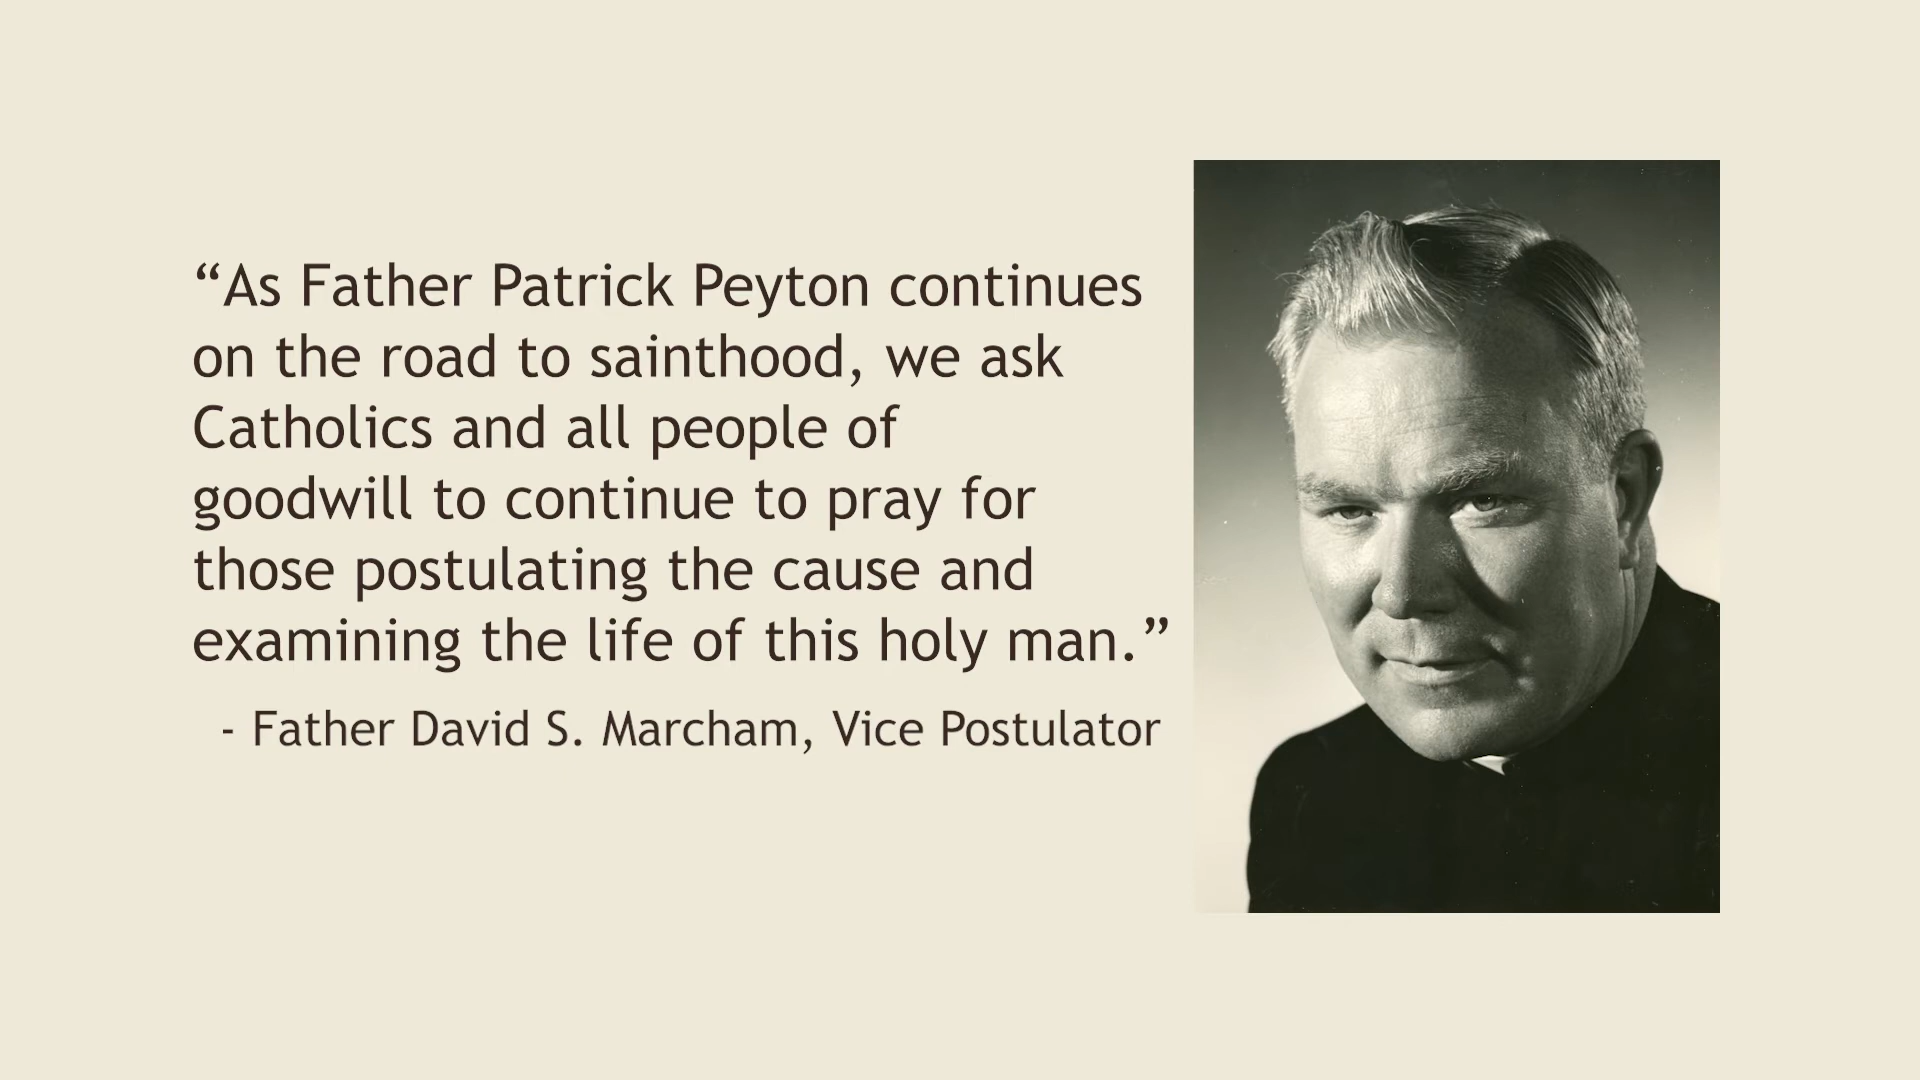 “As Father Patrick Peyton continues
on the road to sainthood, we ask
Catholics and all people of
goodwill to continue to pray for
those postulating the cause and
examining the life of this holy man.”
- Father David S. Marcham, Vice Postulator